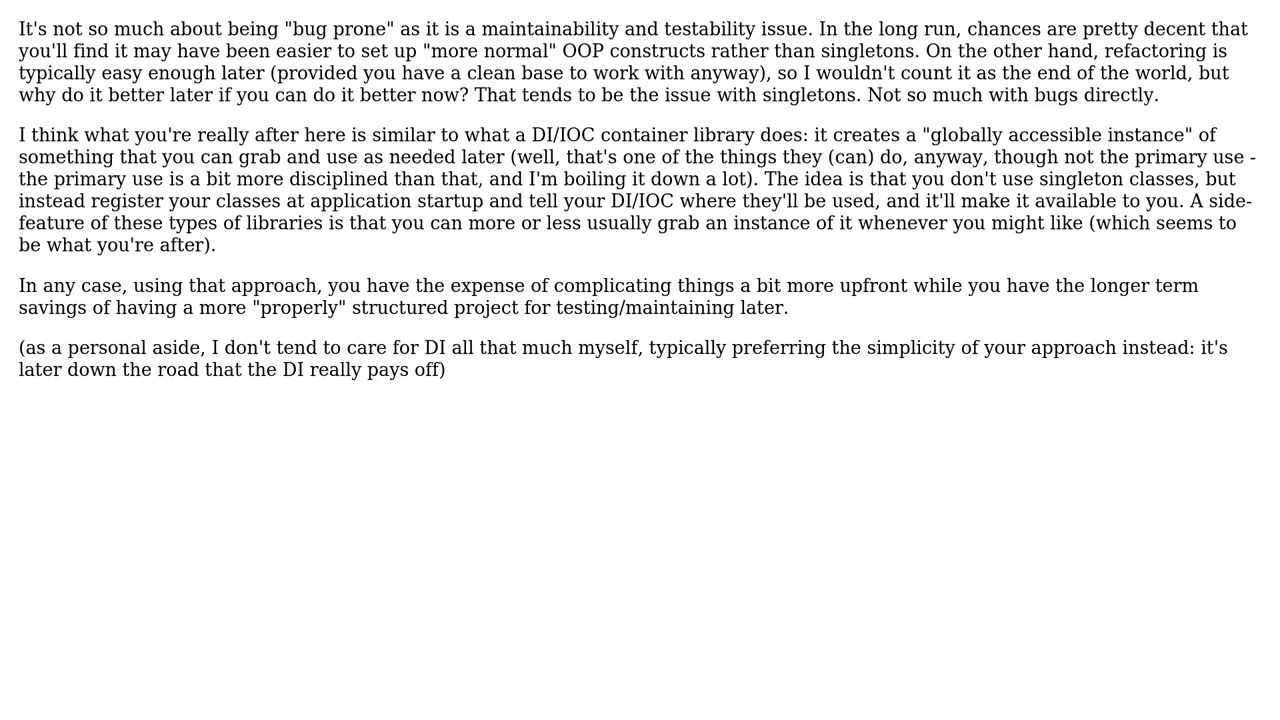 It's not so much about being "bug prone" as it is a maintainability and testability issue. In the long run, chances are pretty decent that
you'll find it may have been easier to set up "more normal" OOP constructs rather than singletons. On the other hand, refactoring is
typically easy enough later (provided you have a clean base to work with anyway), so I wouldn't count it as the end of the world, but
why do it better later if you can do it better now? That tends to be the issue with singletons. Not so much with bugs directly.
I think what you're really after here is similar to what a DI/IOC container library does: it creates a "globally accessible instance" of
something that you can grab and use as needed later (well, that's one of the things they (can) do, anyway, though not the primary use -
the primary use is a bit more disciplined than that, and I'm boiling it down a lot). The idea is that you don't use singleton classes, but
instead register your classes at application startup and tell your DI/IOC where they'll be used, and it'll make it available to you. A side-
feature of these types of libraries is that you can more or less usually grab an instance of it whenever you might like (which seems to
be what you're after).
In any case, using that approach, you have the expense of complicating things a bit more upfront while you have the longer term
savings of having a more "properly" structured project for testing/maintaining later.
(as a personal aside, I don't tend to care for DI all that much myself, typically preferring the simplicity of your approach instead: it's
later down the road that the DI really pays off)